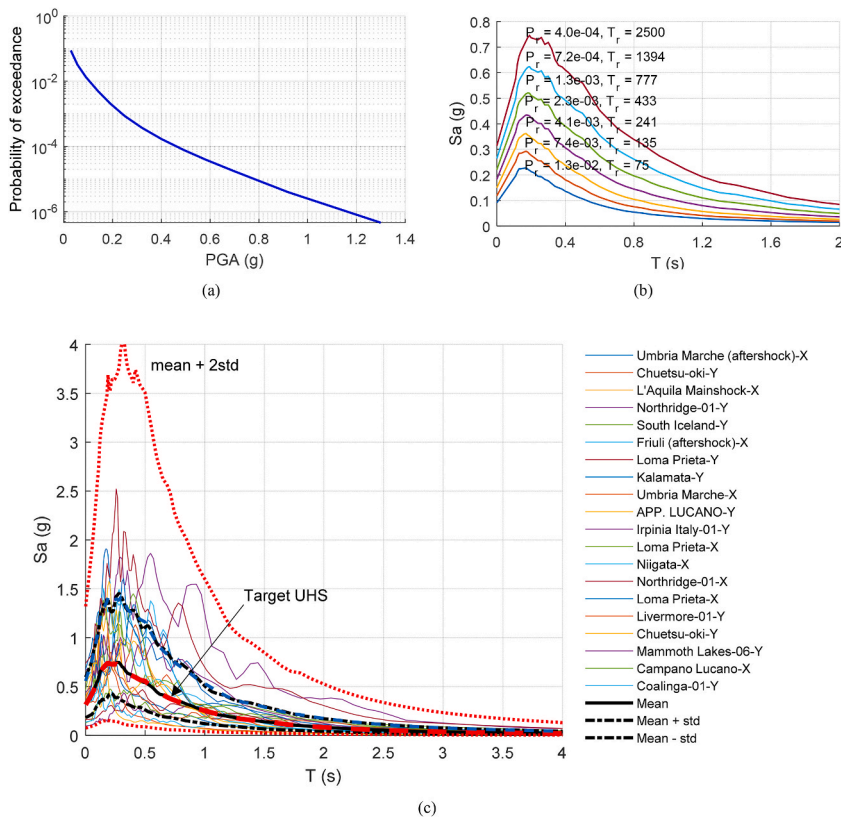 10^0
10^-2
10^-4
10^-6
Probability of exceedance
0 0.2 0.4 0.6 0.8 1 1.2 1.4
PGA (g)
(a)
0.8
0.7
0.6
0.5
0.4
0.3
0.2
0.1
0
Sa (g)
P_r = 4.0e-04, T_r = 2500
P_r = 7.2e-04, T_r = 1394
P_r = 1.3e-03, T_r = 777
P_r = 2.3e-03, T_r = 433
P_r = 4.1e-03, T_r = 241
P_r = 7.4e-03, T_r = 135
P_r = 1.3e-02, T_r = 75
0 0.4 0.8 1.2 1.6 2
T (s)
(b)
4
3.5
3
2.5
2
1.5
1
0.5
0
Sa (g)
mean + 2std
Target UHS
0 0.5 1 1.5 2 2.5 3 3.5 4
T (s)
Umbria Marche (aftershock)-X
Chuetsu-oki-Y
L'Aquila Mainshock-X
Northridge-01-Y
South Iceland-Y
Friuli (aftershock)-X
Loma Prieta-Y
Kalamata-Y
Umbria Marche-X
APP. LUCANO-Y
Irpinia Italy-01-Y
Loma Prieta-X
Niigata-X
Northridge-01-X
Loma Prieta-X
Livermore-01-Y
Chuetsu-oki-Y
Mammoth Lakes-06-Y
Campano Lucano-X
Coalinga-01-Y
Mean
Mean + std
Mean - std
(c)